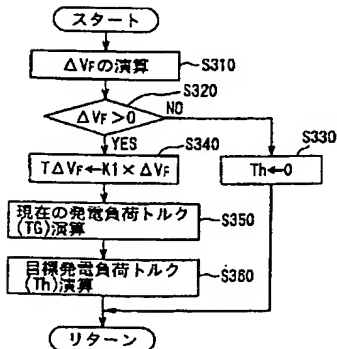 スタート
ΔVFの演算
S310
S320
ΔVF>0
NO
YES
S340
S330
TΔVF←K1×ΔVF
Th←0
現在の発電負荷トルク
(TG)演算
S350
目標発電負荷トルク
(Th)演算
S360
リターン